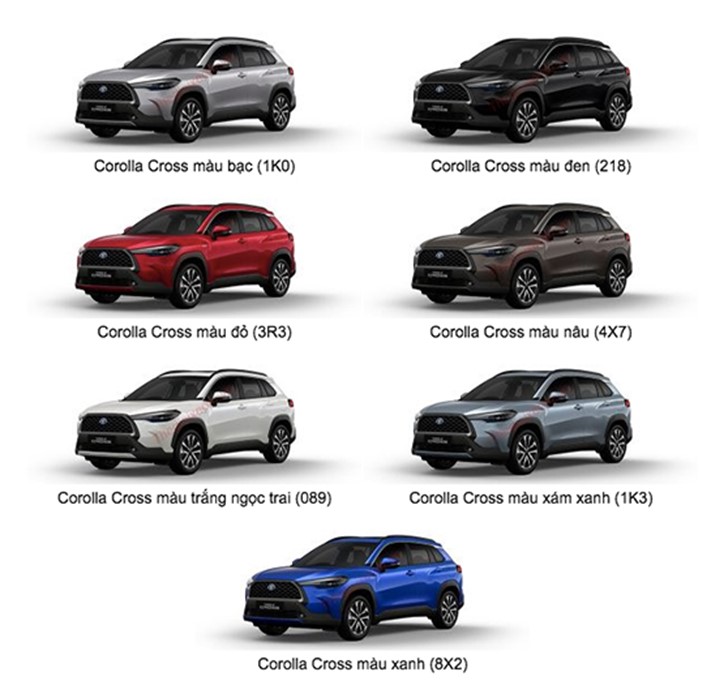 Corolla Cross màu bạc (1K0)
Corolla Cross màu đen (218)
Corolla Cross màu đỏ (3R3)
Corolla Cross màu nâu (4X7)
Corolla Cross màu trắng ngọc trai (089)
Corolla Cross màu xám xanh (1K3)
Corolla Cross màu xanh (8X2)